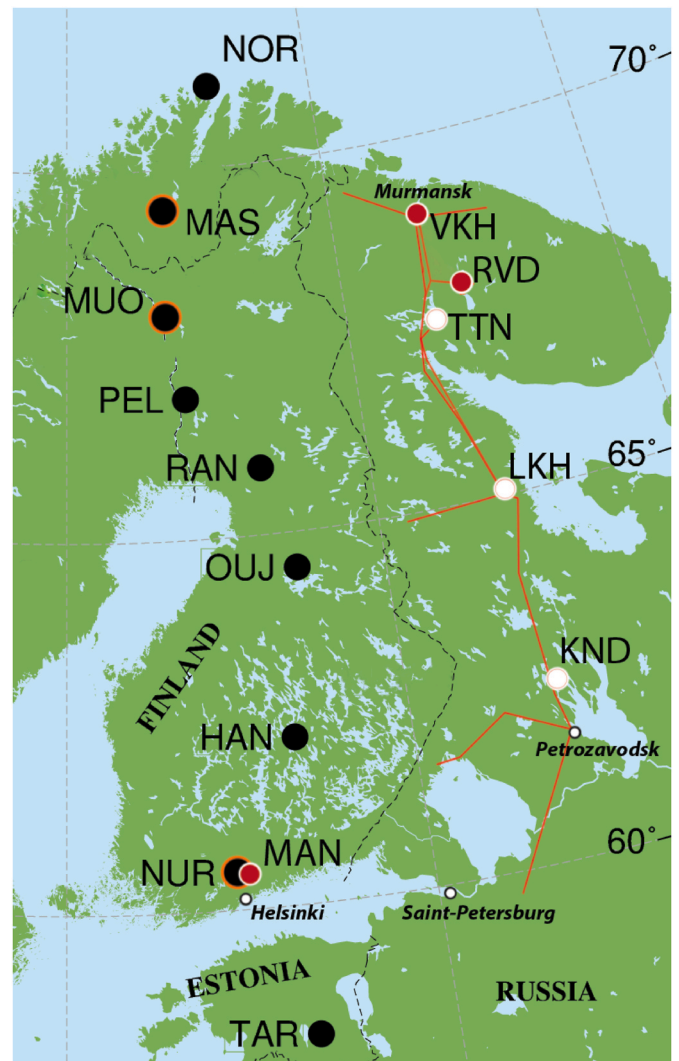 NOR
70°
Murmansk
MAS
VKH
RVD
MUO
TTN
PEL
65°
RAN
LKH
OUJ
FINLAND
KND
HAN
Petrozavodsk
60°
MAN
NUR
Helsinki
Saint-Petersburg
ESTONIA
RUSSIA
TAR